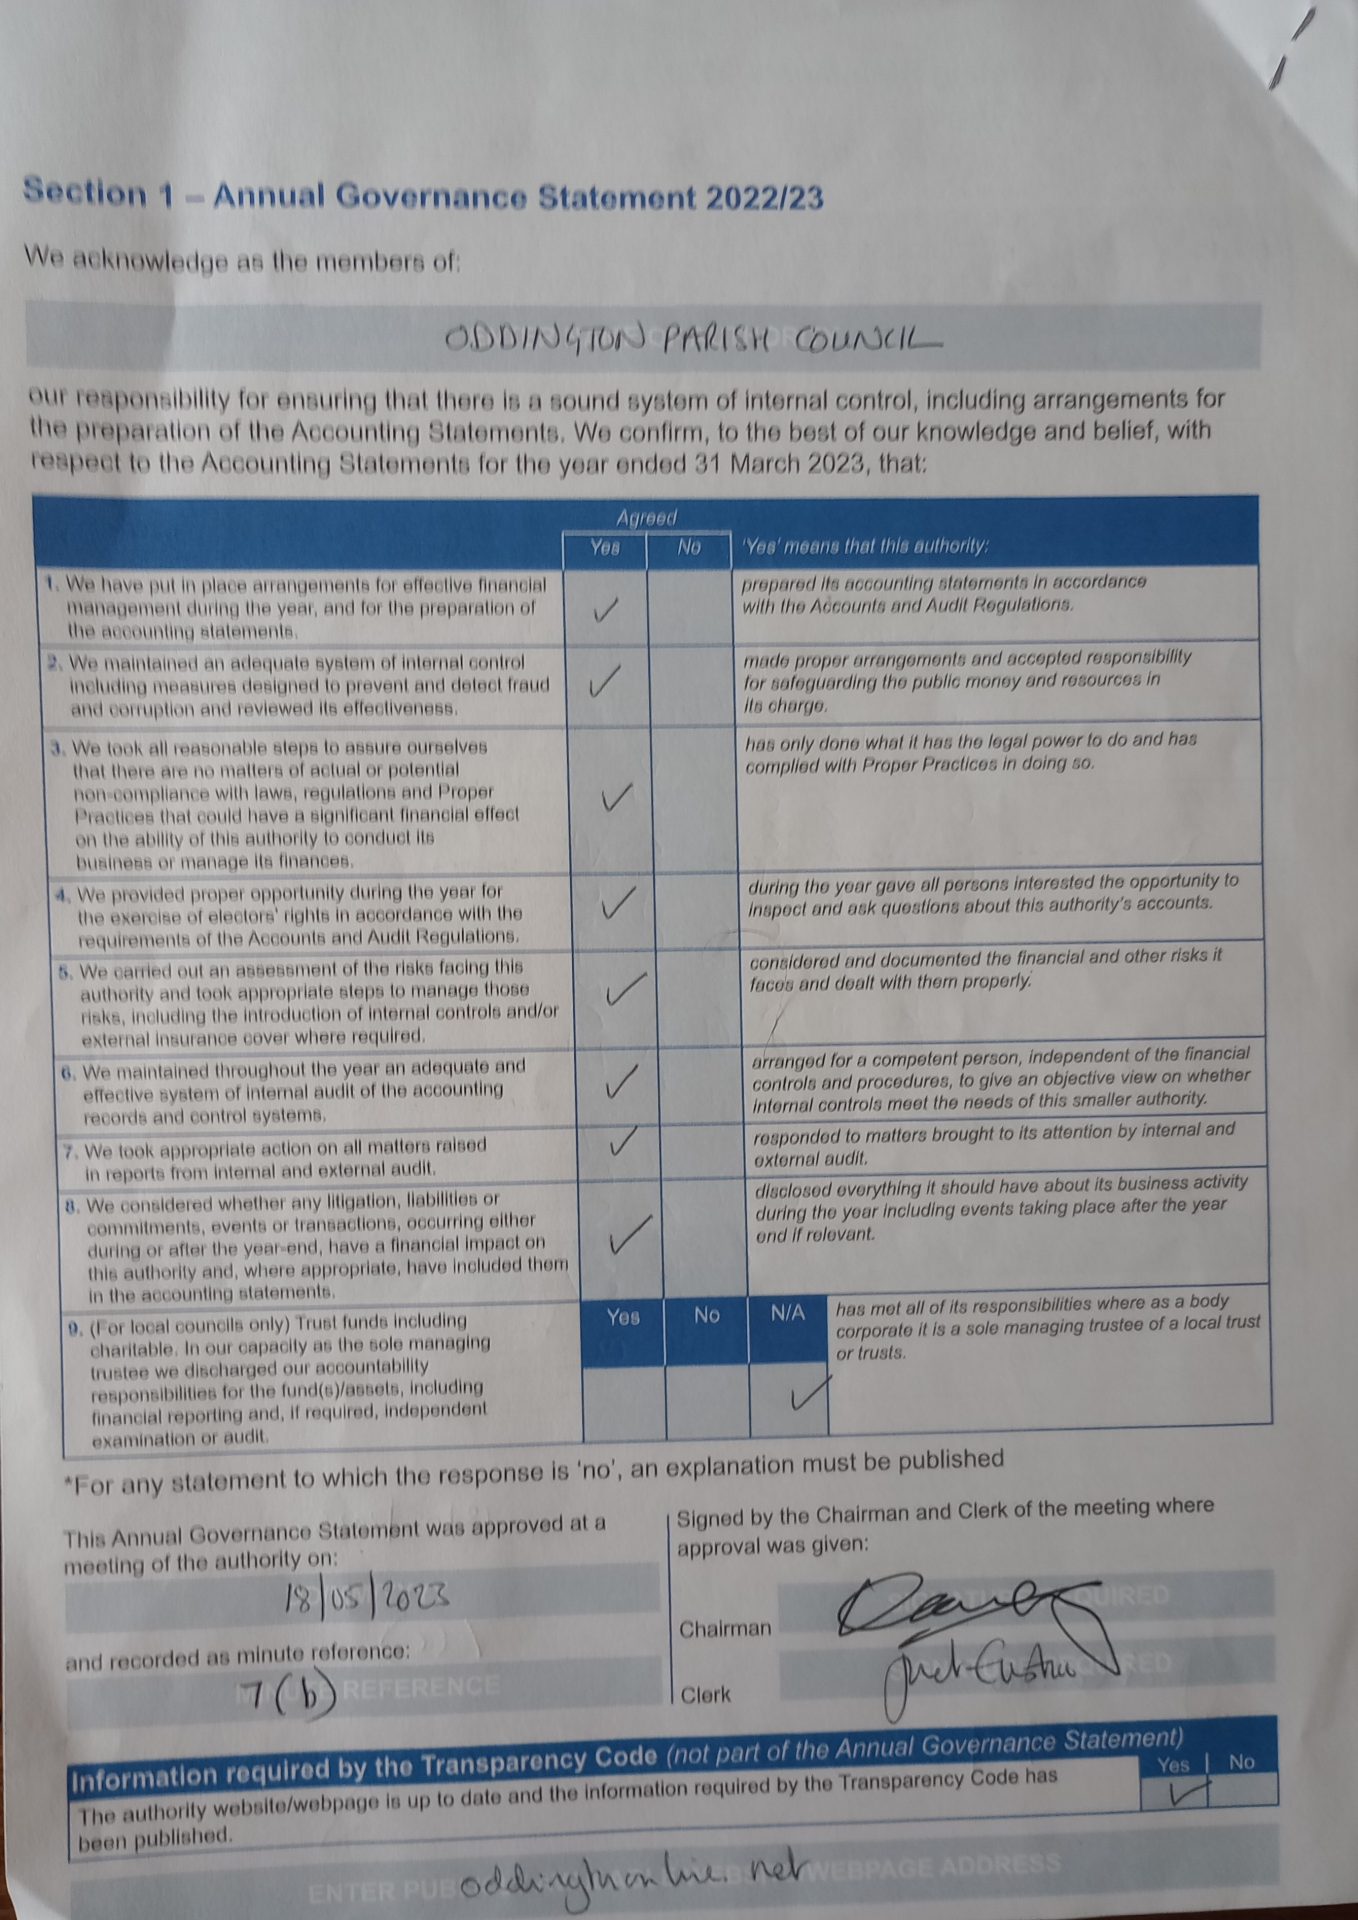 Section 1 – Annual Governance Statement 2022/23
We acknowledge as the members of:
ODDINGTON PARISH COUNCIL
our responsibility for ensuring that there is a sound system of internal control, including arrangements for
the preparation of the Accounting Statements. We confirm, to the best of our knowledge and belief, with
respect to the Accounting Statements for the year ended 31 March 2023, that:
Agreed
Yes No 'Yes' means that this authority:
1. We have put in place arrangements for effective financial
management during the year, and for the preparation of
the accounting statements.
✓
prepared its accounting statements in accordance
with the Accounts and Audit Regulations.
2. We maintained an adequate system of internal control
including measures designed to prevent and detect fraud
and corruption and reviewed its effectiveness.
✓
made proper arrangements and accepted responsibility
for safeguarding the public money and resources in
its charge.
3. We took all reasonable steps to assure ourselves
that there are no matters of actual or potential
non-compliance with laws, regulations and Proper
Practices that could have a significant financial effect
on the ability of this authority to conduct its
business or manage its finances.
✓
has only done what it has the legal power to do and has
complied with Proper Practices in doing so.
4. We provided proper opportunity during the year for
the exercise of electors' rights in accordance with the
requirements of the Accounts and Audit Regulations.
✓
during the year gave all persons interested the opportunity to
inspect and ask questions about this authority's accounts.
5. We carried out an assessment of the risks facing this
authority and took appropriate steps to manage those
risks, including the introduction of internal controls and/or
external insurance cover where required.
✓
considered and documented the financial and other risks it
faces and dealt with them properly.
6. We maintained throughout the year an adequate and
effective system of internal audit of the accounting
records and control systems.
✓
arranged for a competent person, independent of the financial
controls and procedures, to give an objective view on whether
internal controls meet the needs of this smaller authority.
7. We took appropriate action on all matters raised
in reports from internal and external audit.
✓
responded to matters brought to its attention by internal and
external audit.
8. We considered whether any litigation, liabilities or
commitments, events or transactions, occurring either
during or after the year-end, have a financial impact on
this authority and, where appropriate, have included them
in the accounting statements.
✓
disclosed everything it should have about its business activity
during the year including events taking place after the year
end if relevant.
9. (For local councils only) Trust funds including
charitable. In our capacity as the sole managing
trustee we discharged our accountability
responsibilities for the fund(s)/assets, including
financial reporting and, if required, independent
examination or audit.
Yes No N/A
✓
has met all of its responsibilities where as a body
corporate it is a sole managing trustee of a local trust
or trusts.
*For any statement to which the response is 'no', an explanation must be published
This Annual Governance Statement was approved at a
meeting of the authority on:
18/05/2023
and recorded as minute reference:
7(b)
REFERENCE
Signed by the Chairman and Clerk of the meeting where
approval was given:
Chairman
Clerk
Information required by the Transparency Code (not part of the Annual Governance Statement)
Yes No
The authority website/webpage is up to date and the information required by the Transparency Code has
been published.
✓
oddingtononline.net
ENTER PUB WEBPAGE ADDRESS